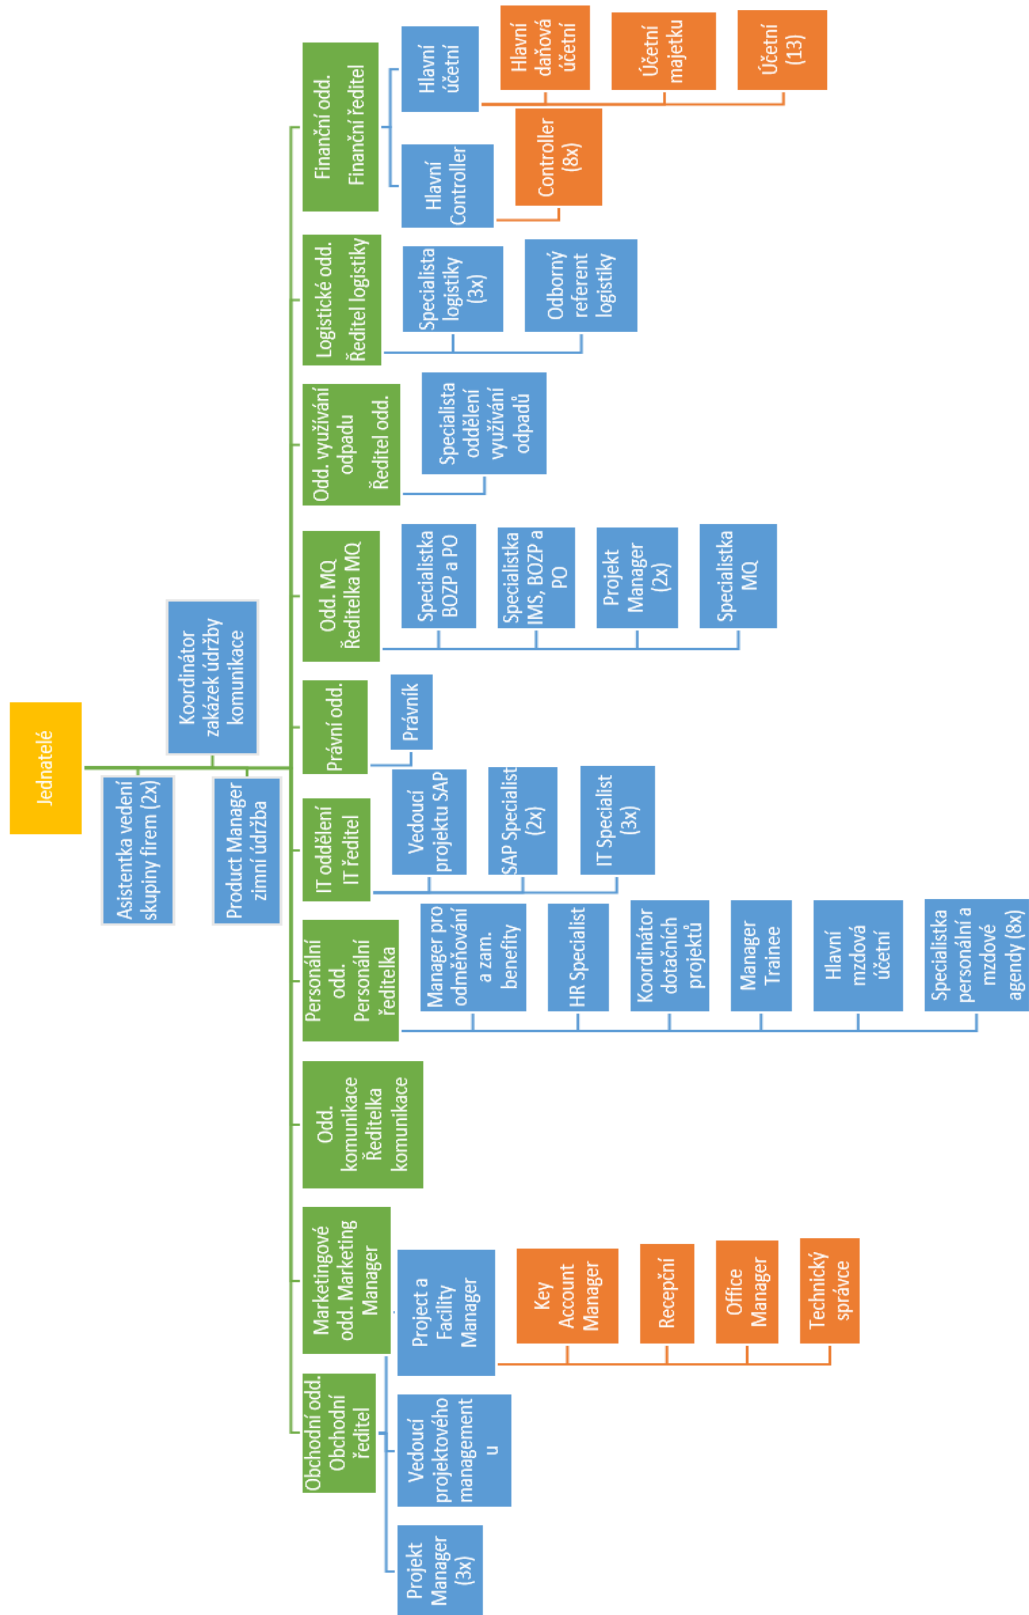 Jednatelé
Asistentka vedení
skupiny firem (2x)
Koordinátor
zakázek údržby
komunikace
Product Manager
zimní údržba
Obchodní odd.
Obchodní
ředitel
Projekt
Manager
(3x)
Vedoucí
projektového
management
u
Project a
Facility
Manager
Key
Account
Manager
Recepční
Office
Manager
Technický
správce
Marketingové
odd. Marketing
Manager
Odd.
komunikace
Ředitelka
komunikace
Personální
odd.
Personální
ředitelka
Manager pro
odměňování
a zam.
benefity
HR Specialist
Koordinátor
dotačních
projektů
Manager
Trainee
Hlavní
mzdová
účetní
Specialistka
personální a
mzdové
agendy (8x)
IT oddělení
IT ředitel
Vedoucí
projektu SAP
SAP Specialist
(2x)
IT Specialist
(3x)
Právní odd.
Právník
Odd. MQ
Ředitelka MQ
Specialistka
BOZP a PO
Specialistka
IMS, BOZP a
PO
Projekt
Manager
(2x)
Specialistka
MQ
Odd. využívání
odpadu
Ředitel odd.
Specialista
oddělení
využívání
odpadů
Logistické odd.
Ředitel logistiky
Specialista
logistiky
(3x)
Odborný
referent
logistiky
Finanční odd.
Finanční ředitel
Hlavní
Controller
Controller
(8x)
Hlavní
účetní
Hlavní
daňová
účetní
Účetní
majetku
Účetní
(13)